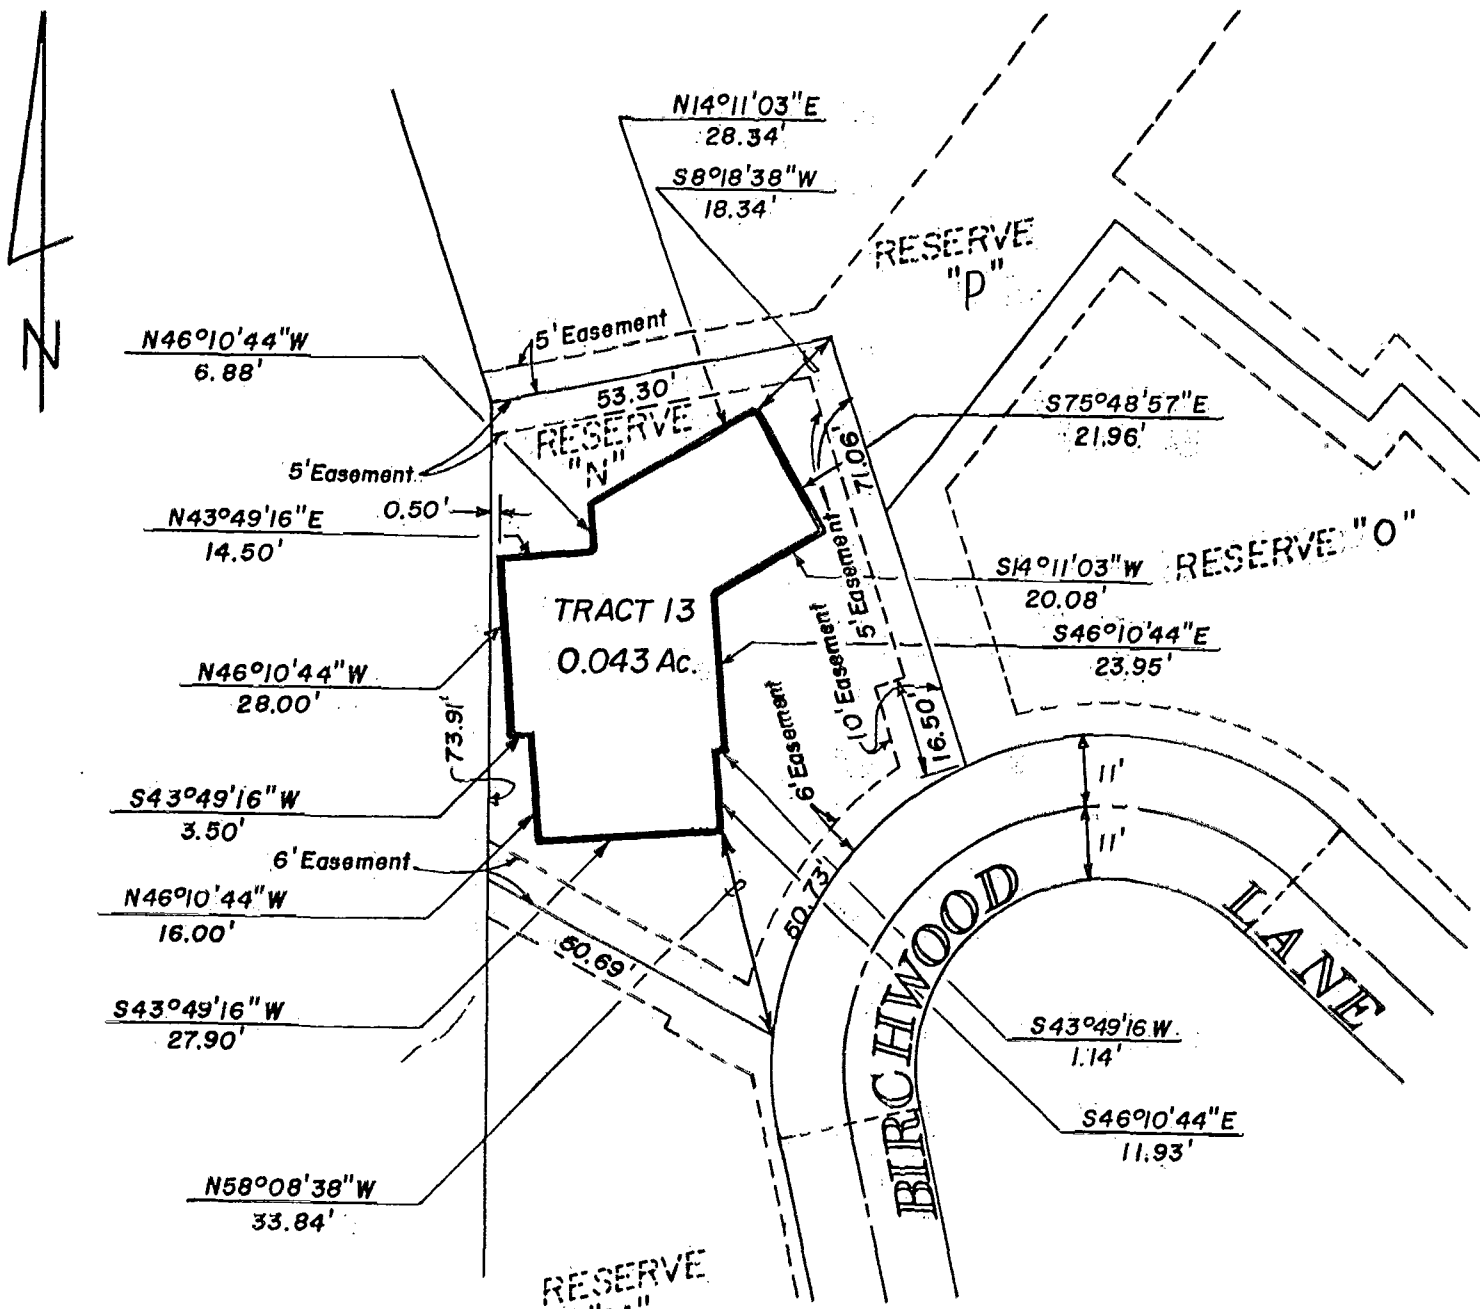 N14°11'03"E
28.34'
S8°18'38"W
18.34'
RESERVE
"P"
N
5' Easement
N46°10'44"W
6.88'
53.30'
RESERVE
"N"
S75°48'57"E
21.96'
71.06'
5' Easement
0.50'
N43°49'16"E
14.50'
RESERVE "O"
S14°11'03"W
20.08'
5' Easement
TRACT 13
0.043 Ac.
10' Easement
S46°10'44"E
23.95'
N46°10'44"W
28.00'
73.91'
6' Easement
16.50'
11'
11'
S43°49'16"W
3.50'
6' Easement
N46°10'44"W
16.00'
50.73'
50.69'
BIRCHWOOD LANE
S43°49'16"W
27.90'
S43°49'16 W
1.14'
S46°10'44"E
11.93'
N58°08'38"W
33.84'
RESERVE